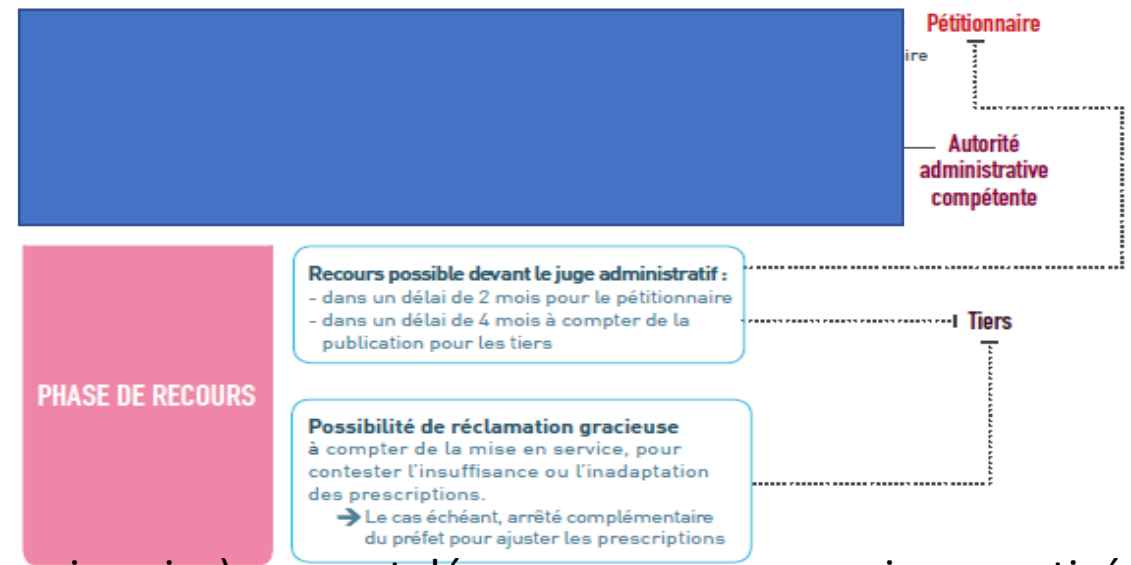 Pétitionnaire
ire
Autorité
administrative
compétente
Recours possible devant le juge administratif :
- dans un délai de 2 mois pour le pétitionnaire
- dans un délai de 4 mois à compter de la
publication pour les tiers
Tiers
PHASE DE RECOURS
Possibilité de réclamation gracieuse
à compter de la mise en service, pour
contester l'insuffisance ou l'inadaptation
des prescriptions.
→ Le cas échéant, arrêté complémentaire
du préfet pour ajuster les prescriptions